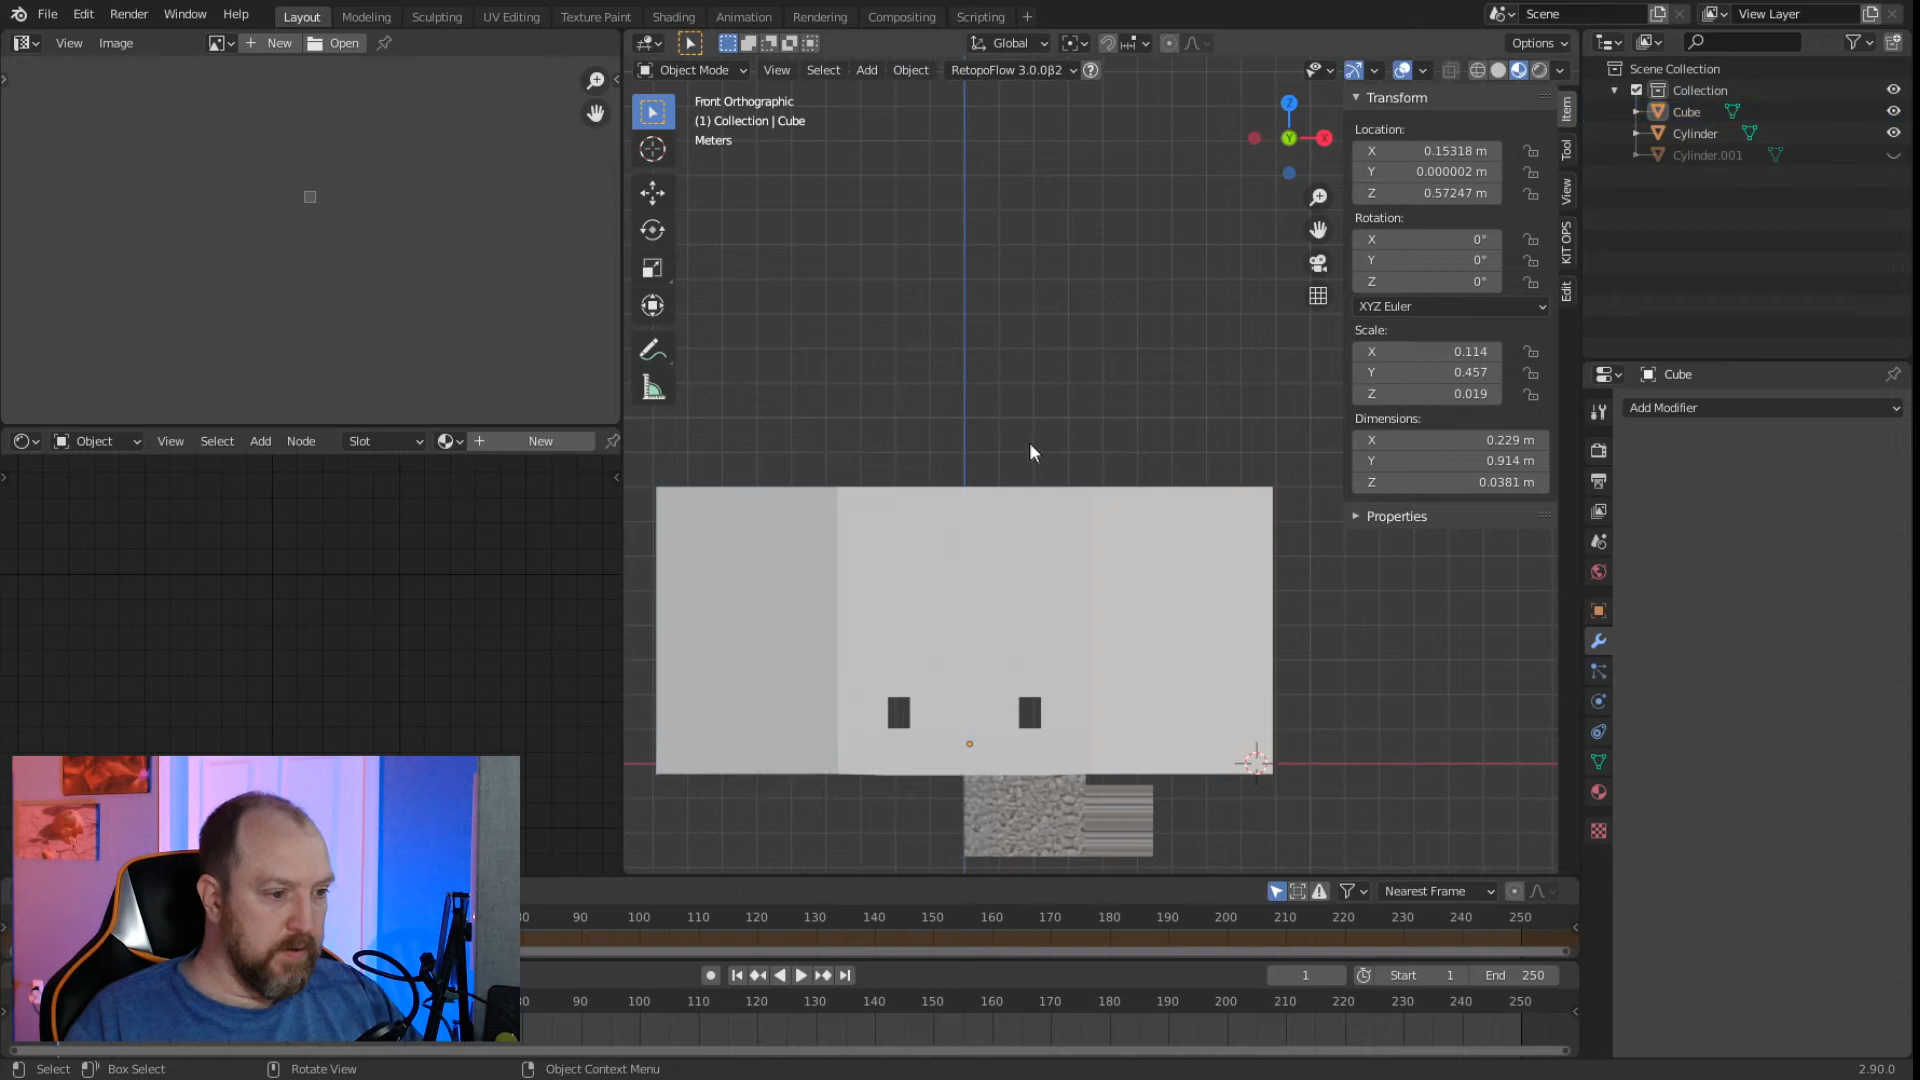 File Edit Render Window Help Layout Modeling Sculpting UV Editing Texture Paint Shading Animation Rendering Compositing Scripting + Scene View Layer
View Image + New Open Global Options
Object Mode View Select Add Object RetopoFlow 3.0.0β2
Front Orthographic
(1) Collection | Cube
Meters
Z
Y
X
Transform
Location:
X 0.15318 m
Y 0.000002 m
Z 0.57247 m
Rotation:
X 0°
Y 0°
Z 0°
XYZ Euler
Scale:
X 0.114
Y 0.457
Z 0.019
Dimensions:
X 0.229 m
Y 0.914 m
Z 0.0381 m
Properties
Item
Tool
View
KIT OPS
Edit
Scene Collection
Collection
Cube
Cylinder
Cylinder.001
Cube
Add Modifier
Object View Select Add Node Slot + New
Nearest Frame
90 100 110 120 130 140 150 160 170 180 190 200 210 220 230 240 250
1 Start 1 End 250
90 100 110 120 130 140 150 160 170 180 190 200 210 220 230 240 250
Select Box Select Rotate View Object Context Menu 2.90.0